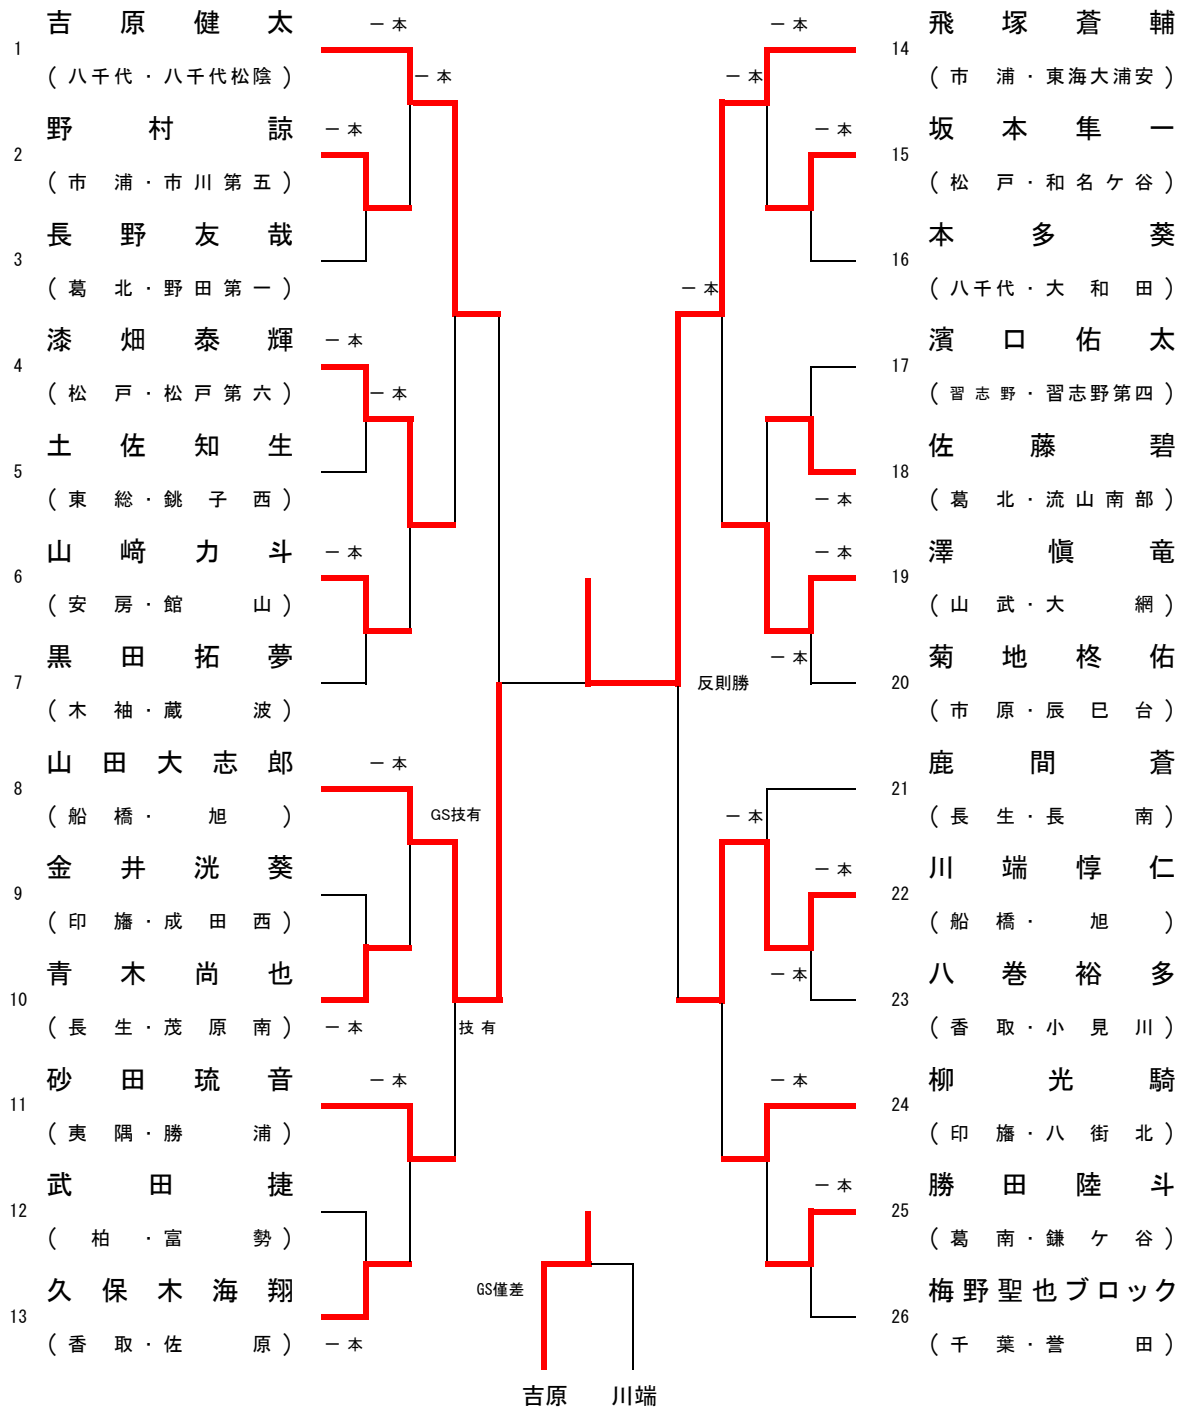 1 吉原健太 一本
(八千代・八千代松陰) 一本
2 野村諒 一本
(市浦・市川第五)
3 長野友哉
(葛北・野田第一)
4 漆畑泰輝 一本
(松戸・松戸第六) 一本
5 土佐知生
(東総・銚子西)
6 山﨑力斗 一本
(安房・館山)
7 黒田拓夢
(木袖・蔵波)
8 山田大志郎 一本
(船橋・旭) GS技有
9 金井洸葵
(印旛・成田西)
10 青木尚也
(長生・茂原南) 一本 技有
11 砂田琉音 一本
(夷隅・勝浦)
12 武田捷
(柏・富勢)
13 久保木海翔
(香取・佐原) 一本
一本 飛塚蒼輔 14
一本 (市浦・東海大浦安)
一本 坂本隼一 15
(松戸・和名ケ谷)
本多葵 16
一本 (八千代・大和田)
濱口佑太 17
(習志野・習志野第四)
佐藤碧 18
一本 (葛北・流山南部)
一本 澤愼竜 19
(山武・大網)
一本 菊地柊佑 20
反則勝 (市原・辰巳台)
鹿間蒼 21
一本 (長生・長南)
一本 川端惇仁 22
(船橋・旭)
一本 八巻裕多 23
(香取・小見川)
一本 柳光騎 24
(印旛・八街北)
一本 勝田陸斗 25
(葛南・鎌ケ谷)
梅野聖也ブロック 26
(千葉・誉田)
GS僅差
吉原 川端